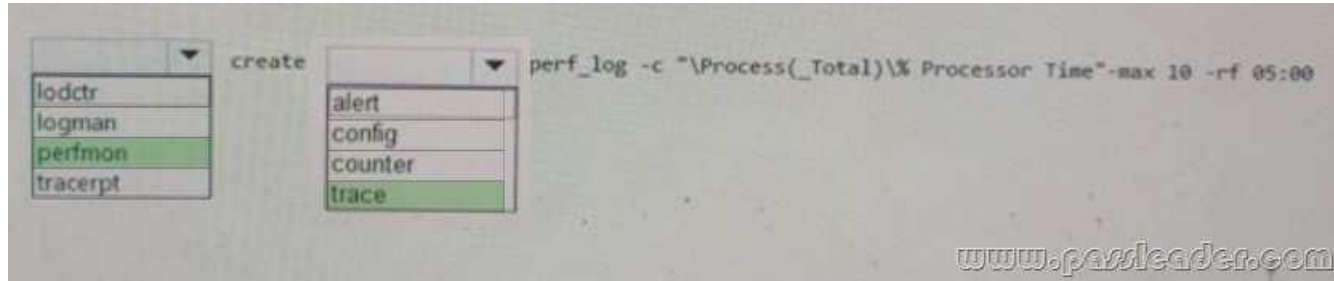 create perf_log -c "\Process(_Total)\% Processor Time"-max 10 -rf 05:00
lodctr
logman
perfmon
tracerpt
alert
config
counter
trace
www.passleader.com